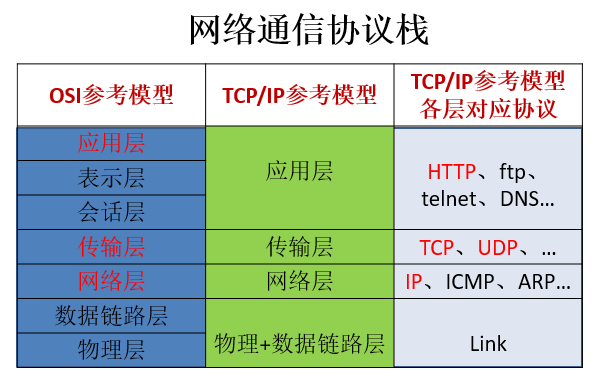 网络通信协议栈
OSI参考模型
TCP/IP参考模型
TCP/IP参考模型
各层对应协议
应用层
表示层
会话层
应用层
HTTP、ftp、
telnet、DNS...
传输层
传输层
TCP、UDP、...
网络层
网络层
IP、ICMP、ARP...
数据链路层
物理层
物理+数据链路层
Link